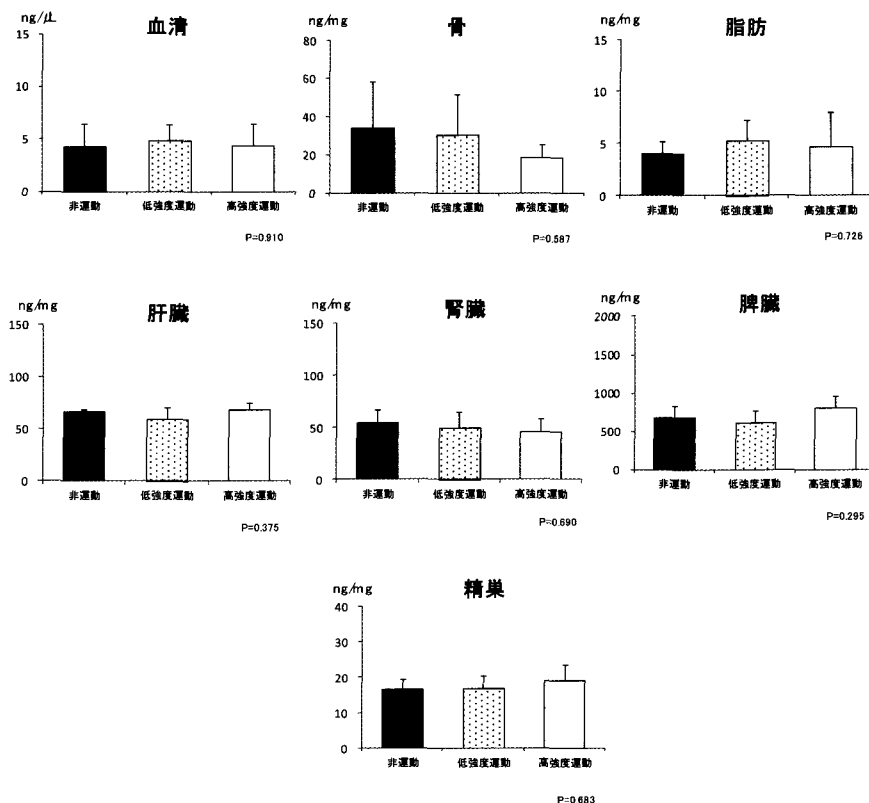 ng/μL
血清
15
10
5
0
非運動 低強度運動 高強度運動
P=0.910
ng/mg
骨
80
60
40
20
0
非運動 低強度運動 高強度運動
P=0.587
ng/mg
脂肪
15
10
5
0
非運動 低強度運動 高強度運動
P=0.726
ng/mg
肝臓
150
100
50
0
非運動 低強度運動 高強度運動
P=0.375
ng/mg
腎臓
150
100
50
0
非運動 低強度運動 高強度運動
P=0.690
ng/mg
脾臓
2000
1500
1000
500
0
非運動 低強度運動 高強度運動
P=0.295
ng/mg
精巣
40
30
20
10
0
非運動 低強度運動 高強度運動
P=0.683